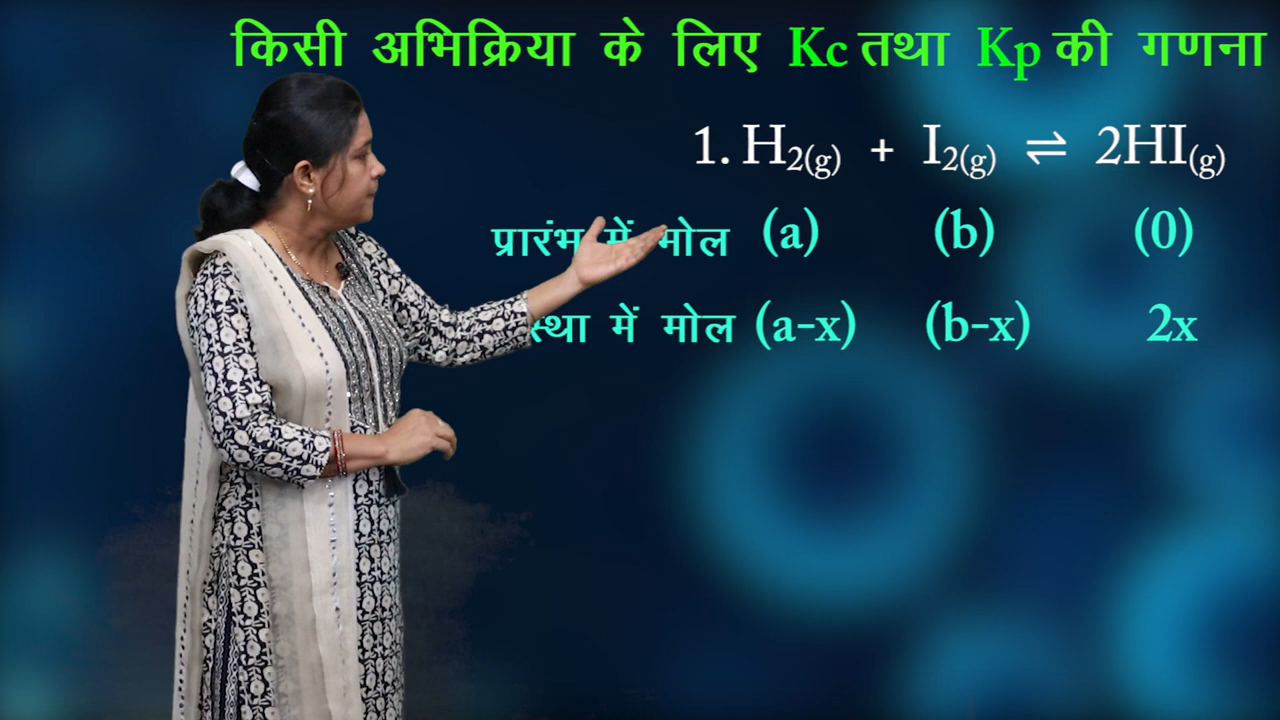 किसी अभिक्रिया के लिए Kc तथा Kp की गणना
1. H₂₍g₎ + I₂₍g₎ ⇌ 2HI₍g₎
प्रारंभ में मोल (a) (b) (0)
में मोल (a-x) (b-x) 2x